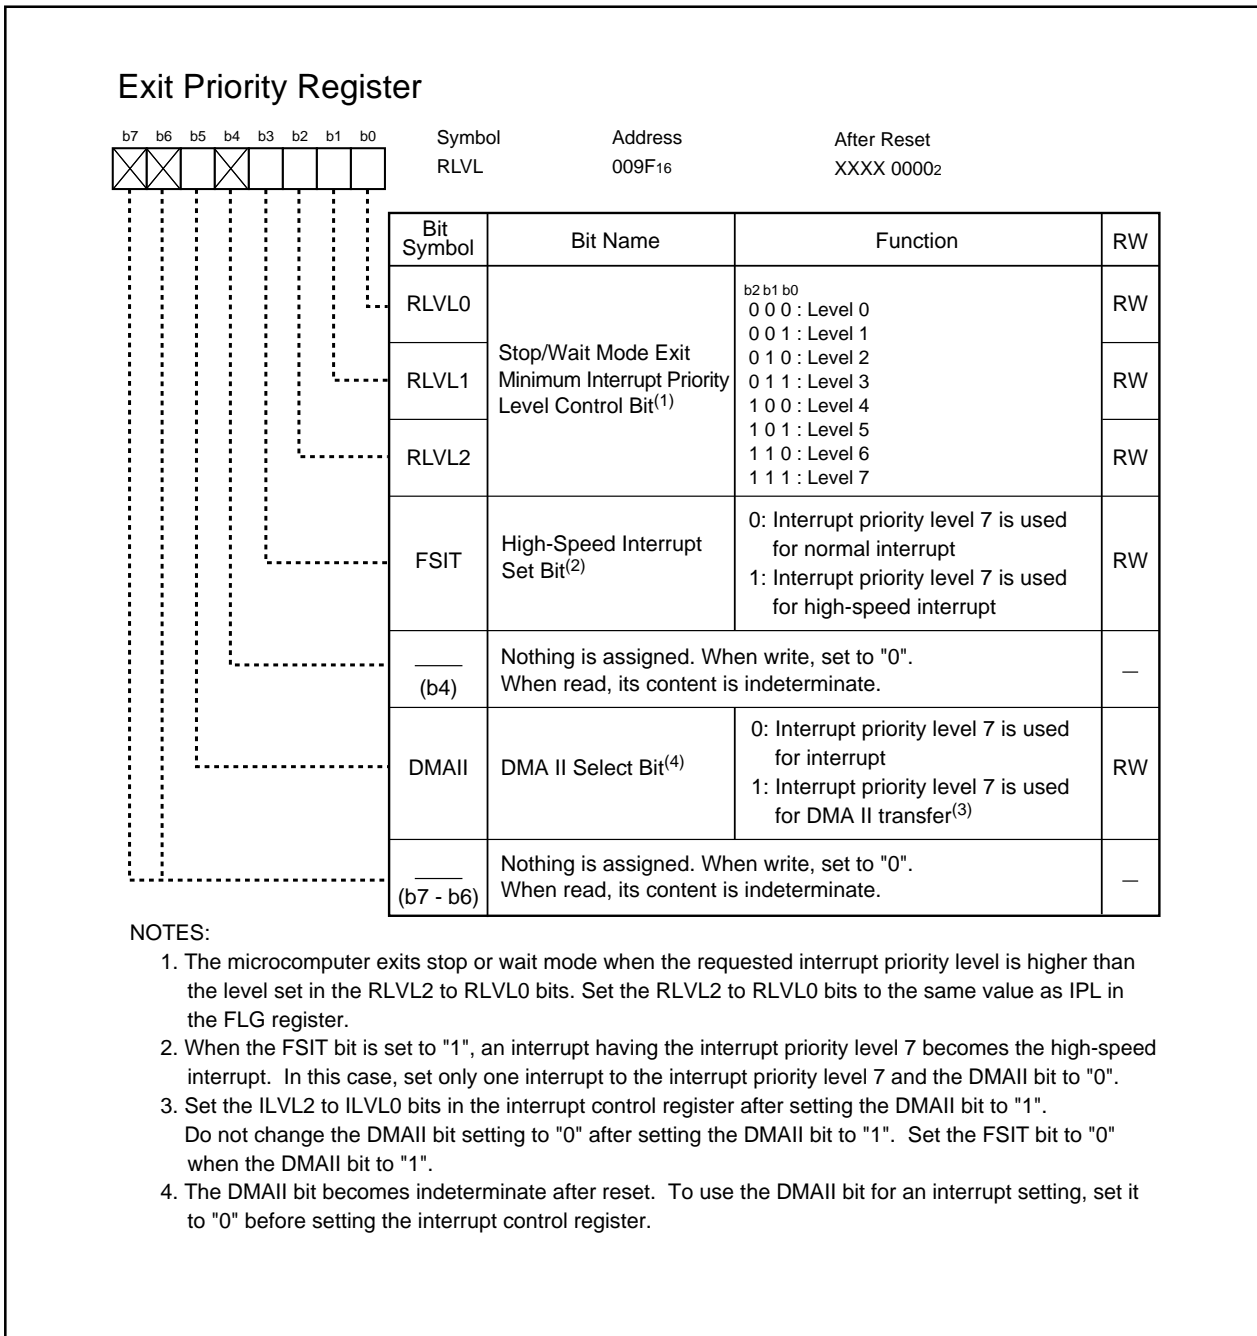 Exit Priority Register
b7 b6 b5 b4 b3 b2 b1 b0
Symbol Address After Reset
RLVL 009F16 XXXX 00002
Bit Symbol Bit Name Function RW
RLVL0 RW
RLVL1 RW
RLVL2 RW
Stop/Wait Mode Exit
Minimum Interrupt Priority
Level Control Bit(1)
b2 b1 b0
0 0 0 : Level 0
0 0 1 : Level 1
0 1 0 : Level 2
0 1 1 : Level 3
1 0 0 : Level 4
1 0 1 : Level 5
1 1 0 : Level 6
1 1 1 : Level 7
FSIT
High-Speed Interrupt
Set Bit(2)
0: Interrupt priority level 7 is used
for normal interrupt
1: Interrupt priority level 7 is used
for high-speed interrupt
RW
(b4)
Nothing is assigned. When write, set to "0".
When read, its content is indeterminate.
—
DMAII
DMA II Select Bit(4)
0: Interrupt priority level 7 is used
for interrupt
1: Interrupt priority level 7 is used
for DMA II transfer(3)
RW
(b7 - b6)
Nothing is assigned. When write, set to "0".
When read, its content is indeterminate.
—
NOTES:
1. The microcomputer exits stop or wait mode when the requested interrupt priority level is higher than
the level set in the RLVL2 to RLVL0 bits. Set the RLVL2 to RLVL0 bits to the same value as IPL in
the FLG register.
2. When the FSIT bit is set to "1", an interrupt having the interrupt priority level 7 becomes the high-speed
interrupt. In this case, set only one interrupt to the interrupt priority level 7 and the DMAII bit to "0".
3. Set the ILVL2 to ILVL0 bits in the interrupt control register after setting the DMAII bit to "1".
Do not change the DMAII bit setting to "0" after setting the DMAII bit to "1". Set the FSIT bit to "0"
when the DMAII bit to "1".
4. The DMAII bit becomes indeterminate after reset. To use the DMAII bit for an interrupt setting, set it
to "0" before setting the interrupt control register.